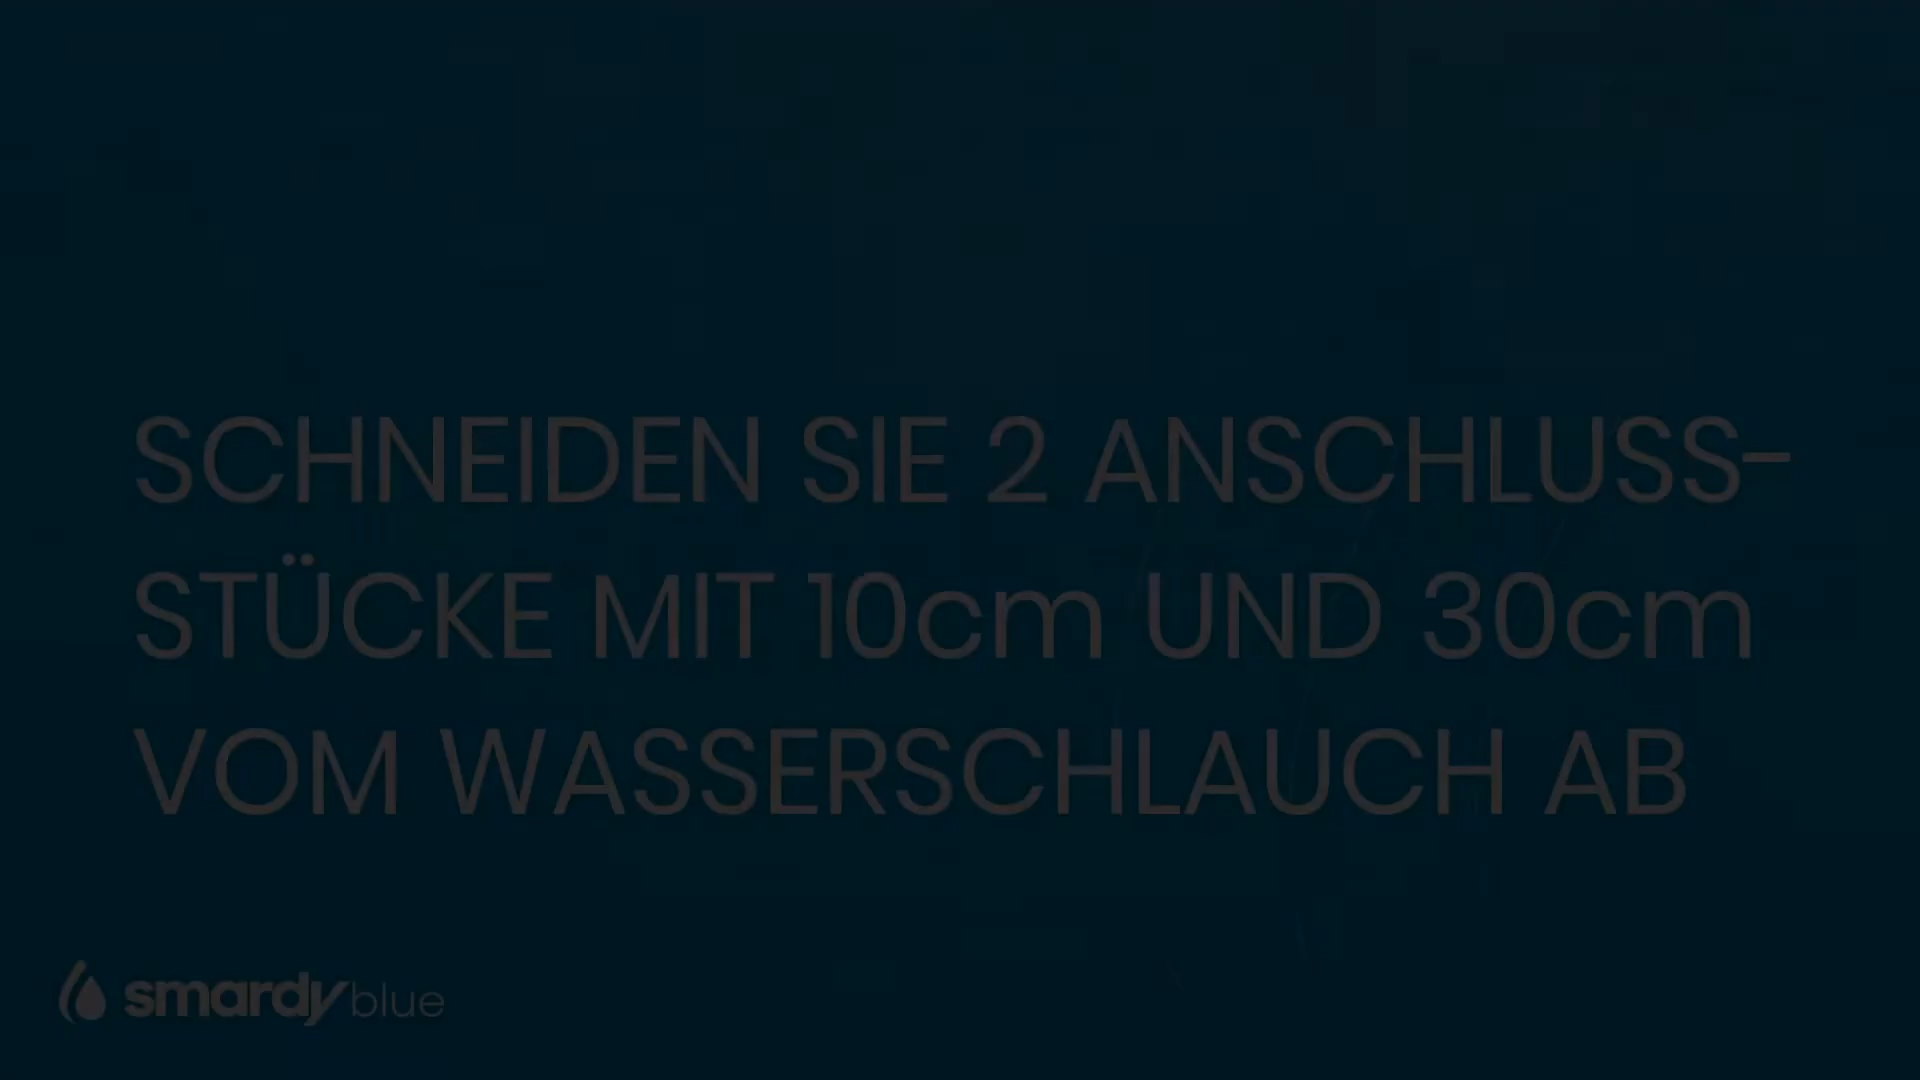 SCHNEIDEN SIE 2 ANSCHLUSS-
STÜCKE MIT 10cm UND 30cm
VOM WASSERSCHLAUCH AB
smardy blue